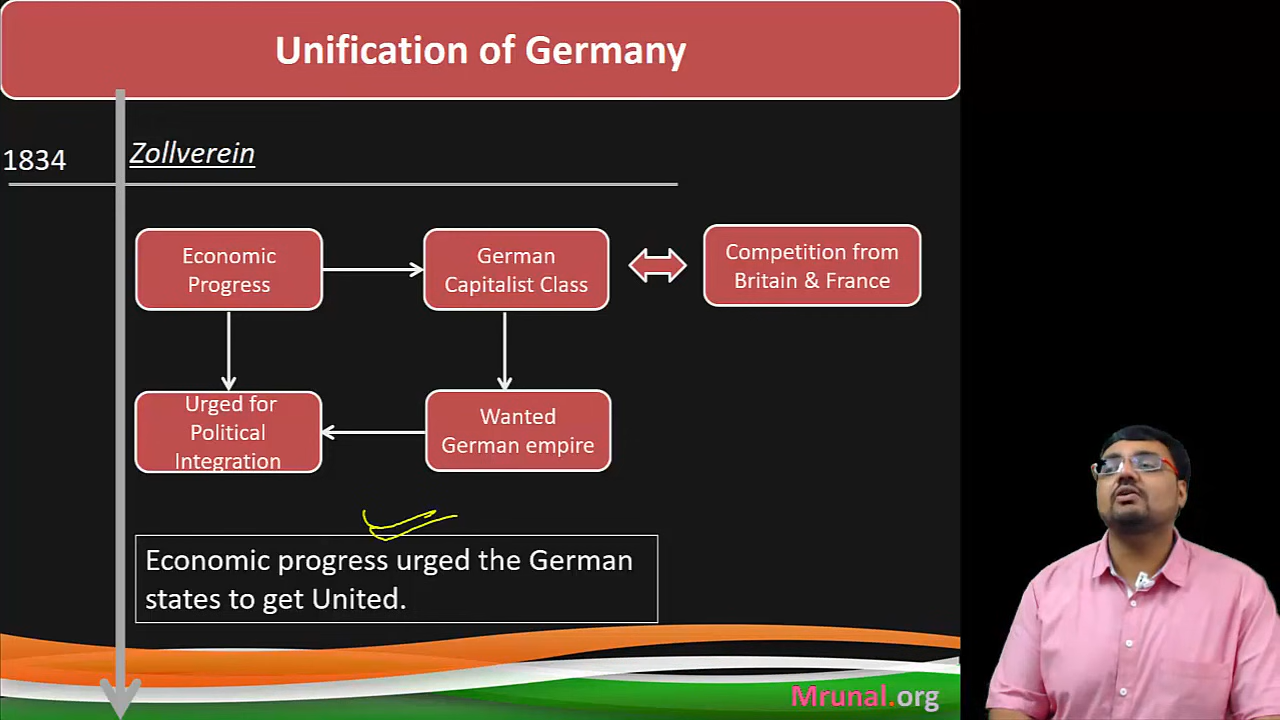 Unification of Germany
1834
Zollverein
Economic
Progress
German
Capitalist Class
Competition from
Britain & France
Urged for
Political
Integration
Wanted
German empire
Economic progress urged the German
states to get United.
Mrunal.org